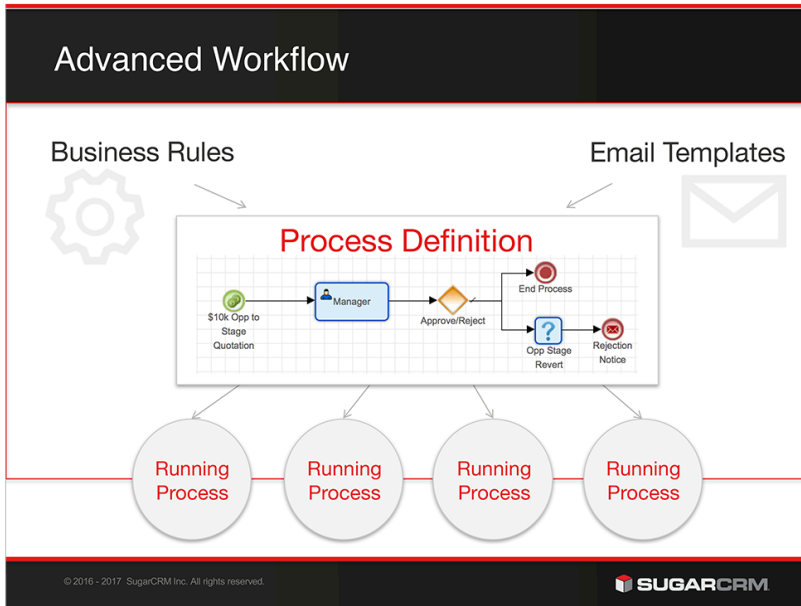 Advanced Workflow
Business Rules
Email Templates
Process Definition
$10k Opp to
Stage
Quotation
Manager
Approve/Reject
End Process
?
Opp Stage
Revert
Rejection
Notice
Running
Process
Running
Process
Running
Process
Running
Process
© 2016 - 2017 SugarCRM Inc. All rights reserved.
SUGARCRM